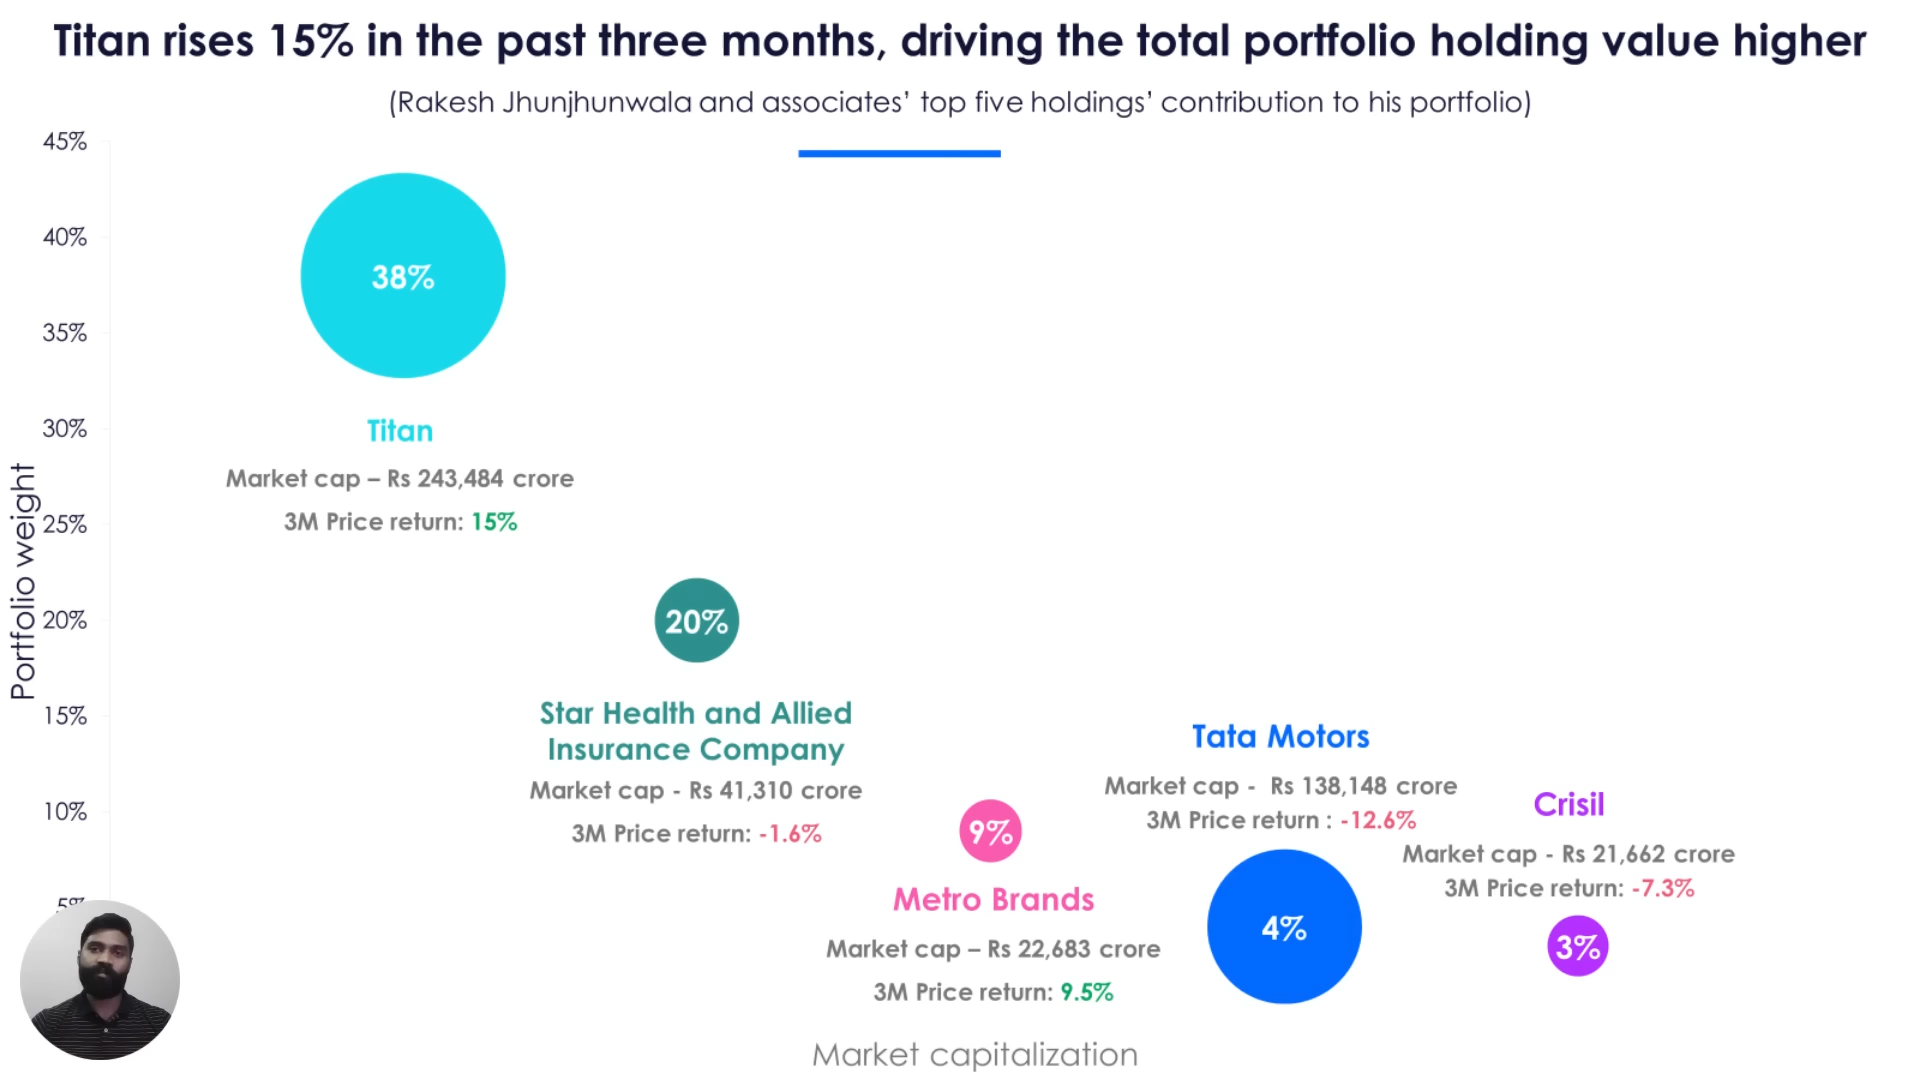 Titan rises 15% in the past three months, driving the total portfolio holding value higher
(Rakesh Jhunjhunwala and associates’ top five holdings’ contribution to his portfolio)
45%
40%
35%
30%
25%
20%
15%
10%
5%
Portfolio weight
38%
Titan
Market cap – Rs 243,484 crore
3M Price return: 15%
20%
Star Health and Allied
Insurance Company
Market cap - Rs 41,310 crore
3M Price return: -1.6%
9%
Metro Brands
Market cap – Rs 22,683 crore
3M Price return: 9.5%
Tata Motors
Market cap -  Rs 138,148 crore
3M Price return : -12.6%
4%
Crisil
Market cap - Rs 21,662 crore
3M Price return: -7.3%
3%
Market capitalization